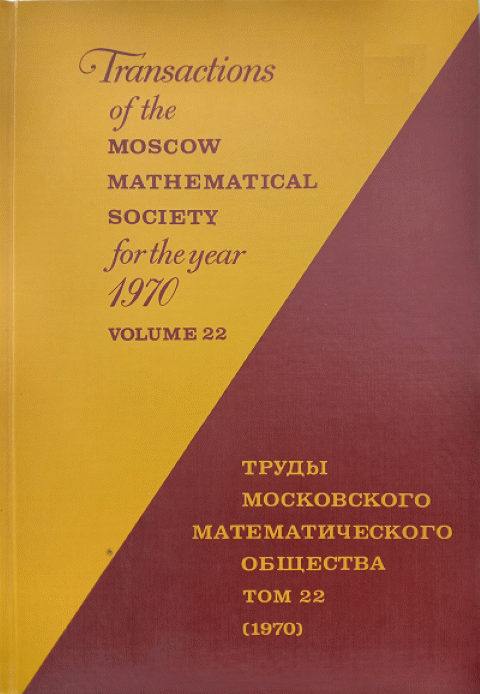 Transactions
of the
MOSCOW
MATHEMATICAL
SOCIETY
for the year
1970
VOLUME 22
ТРУДЫ
МОСКОВСКОГО
МАТЕМАТИЧЕСКОГО
ОБЩЕСТВА
ТОМ 22
(1970)